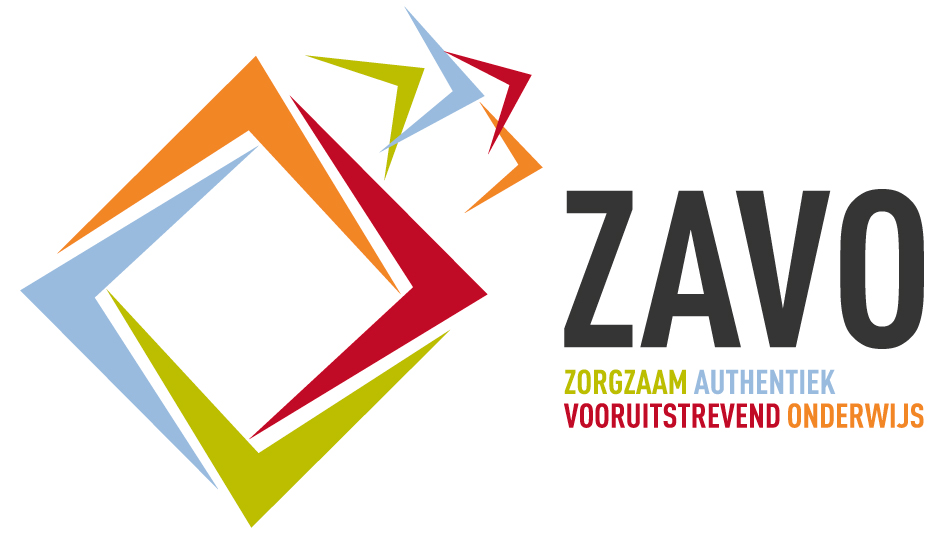 ZAVO
ZORGZAAM AUTHENTIEK
VOORUITSTREVEND ONDERWIJS